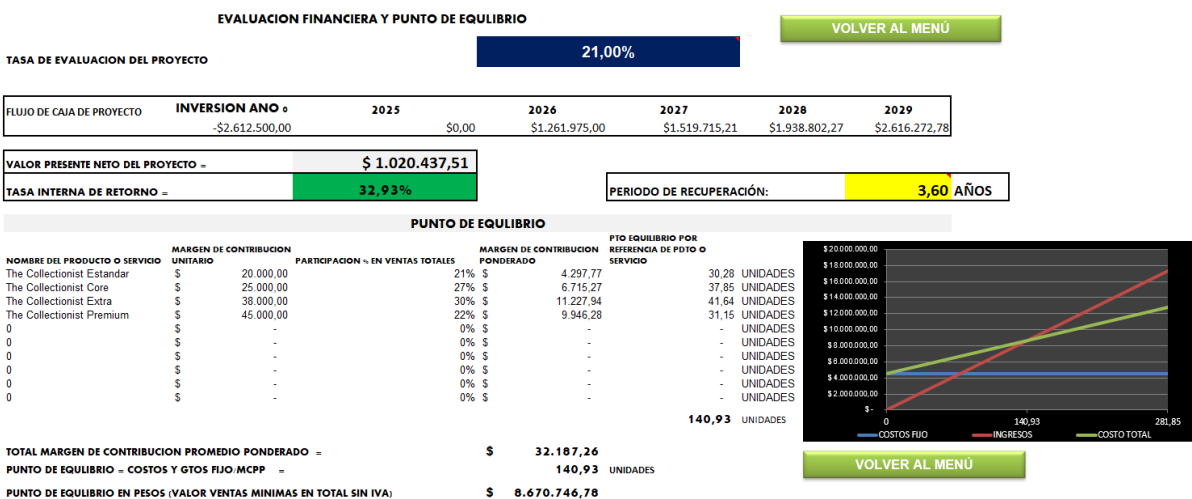 EVALUACION FINANCIERA Y PUNTO DE EQULIBRIO
VOLVER AL MENÚ
TASA DE EVALUACION DEL PROYECTO 21,00%
FLUJO DE CAJA DE PROYECTO INVERSION ANO 0 2025 2026 2027 2028 2029
-$2.612.500,00 $0,00 $1.261.975,00 $1.519.715,21 $1.938.802,27 $2.616.272,78
VALOR PRESENTE NETO DEL PROYECTO = $ 1.020.437,51
TASA INTERNA DE RETORNO = 32,93% PERIODO DE RECUPERACIÓN: 3,60 AÑOS
PUNTO DE EQULIBRIO
NOMBRE DEL PRODUCTO O SERVICIO MARGEN DE CONTRIBUCION UNITARIO PARTICIPACION % EN VENTAS TOTALES MARGEN DE CONTRIBUCION PONDERADO PTO EQUILIBRIO POR REFERENCIA DE PDTO O SERVICIO
The Collectionist Estandar $ 20.000,00 21% $ 4.297,77 30,28 UNIDADES
The Collectionist Core $ 25.000,00 27% $ 6.715,27 37,85 UNIDADES
The Collectionist Extra $ 38.000,00 30% $ 11.227,94 41,64 UNIDADES
The Collectionist Premium $ 45.000,00 22% $ 9.946,28 31,15 UNIDADES
0 $ - 0% $ - - UNIDADES
0 $ - 0% $ - - UNIDADES
0 $ - 0% $ - - UNIDADES
0 $ - 0% $ - - UNIDADES
0 $ - 0% $ - - UNIDADES
0 $ - 0% $ - - UNIDADES
140,93 UNIDADES
TOTAL MARGEN DE CONTRIBUCION PROMEDIO PONDERADO = $ 32.187,26
PUNTO DE EQULIBRIO = COSTOS Y GTOS FIJO/MCPP = 140,93 UNIDADES
PUNTO DE EQULIBRIO EN PESOS (VALOR VENTAS MINIMAS EN TOTAL SIN IVA) $ 8.670.746,78
$ 20.000.000,00
$ 18.000.000,00
$ 16.000.000,00
$ 14.000.000,00
$ 12.000.000,00
$ 10.000.000,00
$ 8.000.000,00
$ 6.000.000,00
$ 4.000.000,00
$ 2.000.000,00
$ -
0 140,93 281,85
COSTOS FIJO INGRESOS COSTO TOTAL
VOLVER AL MENÚ